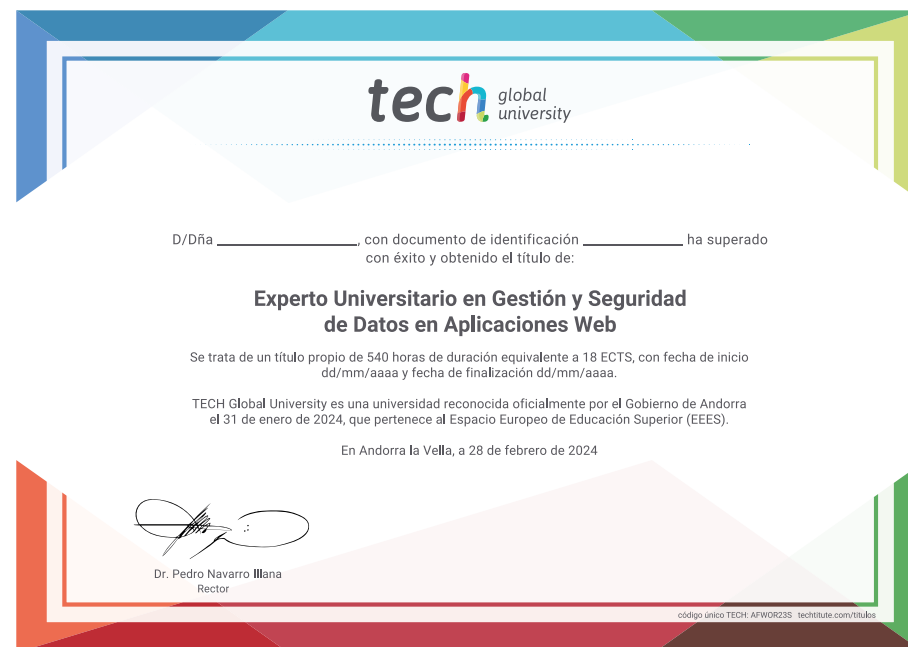 tech global university
D/Dña ____________________, con documento de identificación ______________ ha superado
con éxito y obtenido el título de:
Experto Universitario en Gestión y Seguridad
de Datos en Aplicaciones Web
Se trata de un título propio de 540 horas de duración equivalente a 18 ECTS, con fecha de inicio
dd/mm/aaaa y fecha de finalización dd/mm/aaaa.
TECH Global University es una universidad reconocida oficialmente por el Gobierno de Andorra
el 31 de enero de 2024, que pertenece al Espacio Europeo de Educación Superior (EEES).
En Andorra la Vella, a 28 de febrero de 2024
Dr. Pedro Navarro Illana
Rector
código único TECH: AFWOR23S techtitute.com/titulos